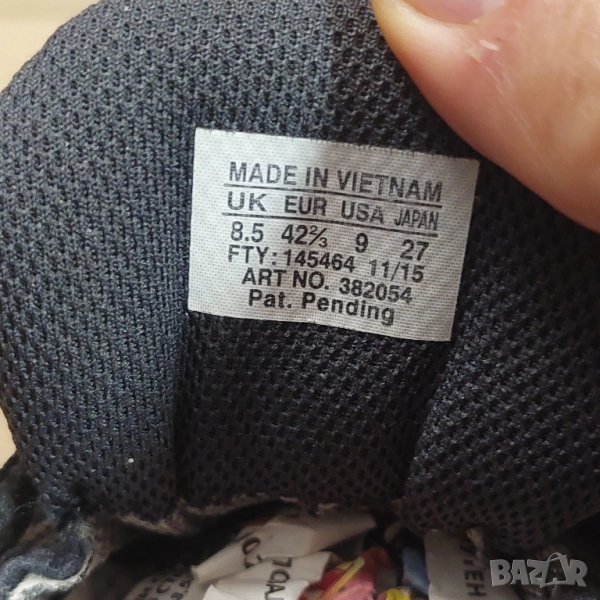 MADE IN VIETNAM
UK EUR USA JAPAN
8.5 42⅔ 9 27
FTY: 145464 11/15
ART NO. 382054
Pat. Pending
BAZAR